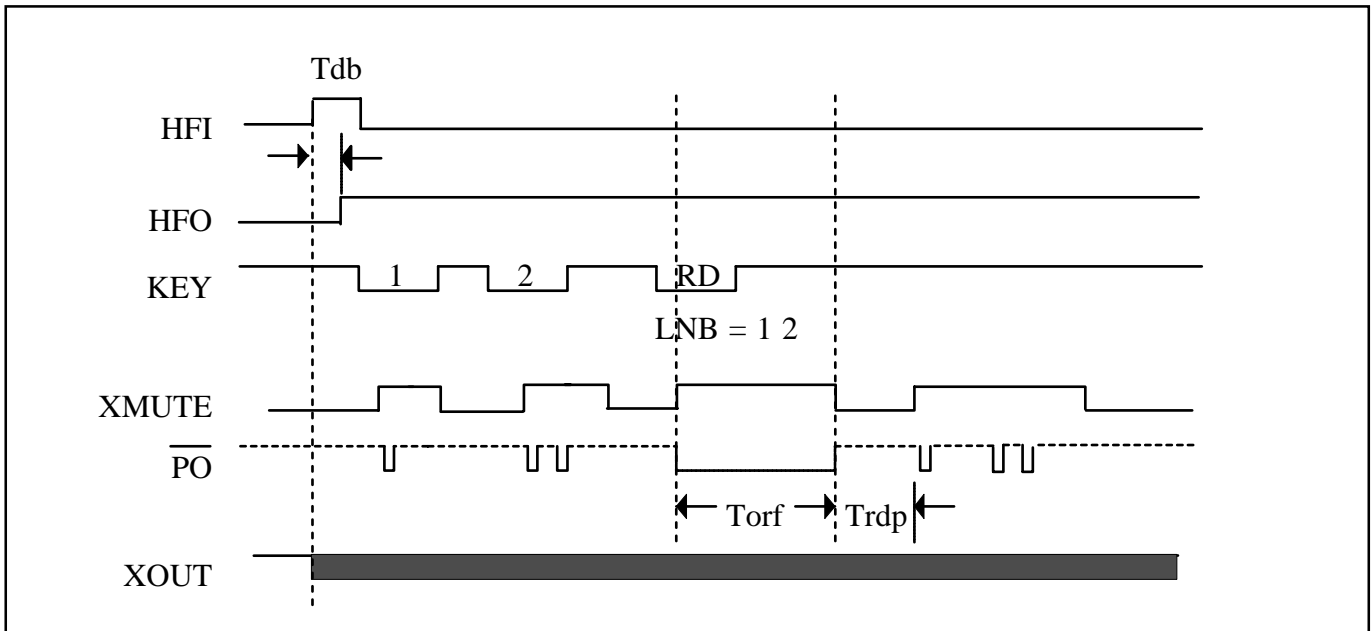 Tdb
HFI
HFO
KEY 1 2 RD
LNB = 1 2
XMUTE
PO
Torf Trdp
XOUT